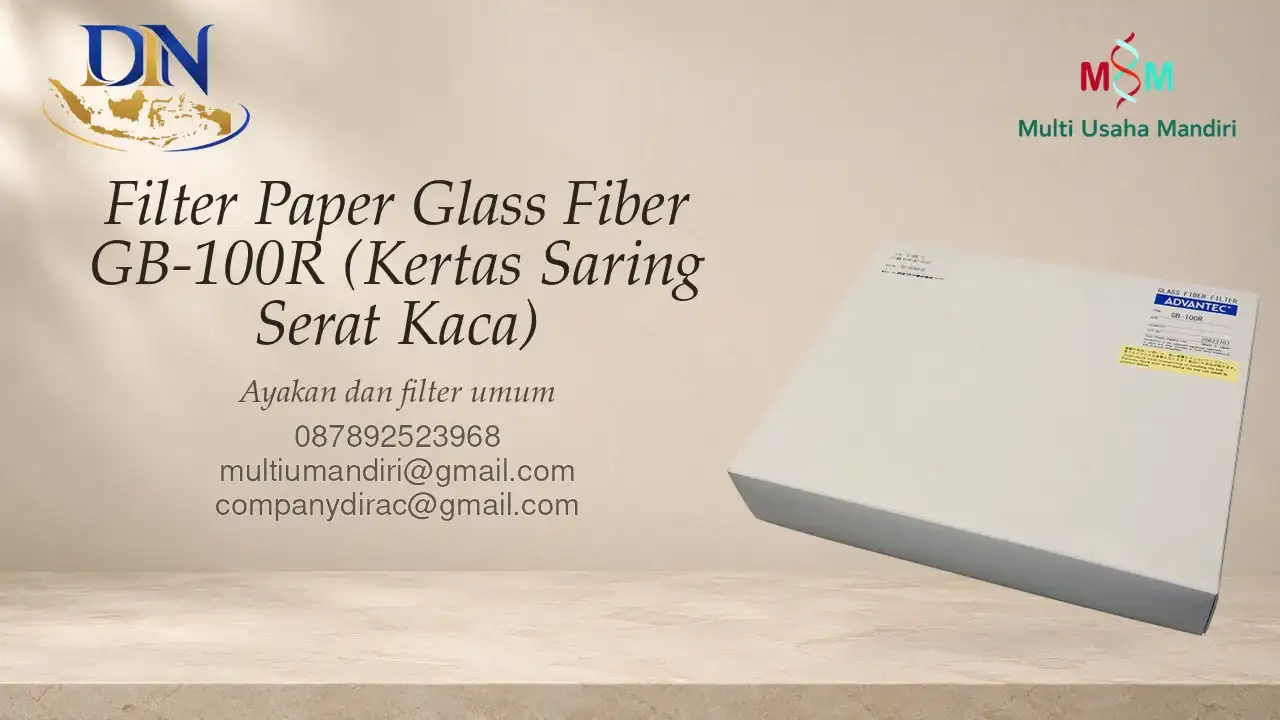 DN
M M
Multi Usaha Mandiri
Filter Paper Glass Fiber
GB-100R (Kertas Saring
Serat Kaca)
Ayakan dan filter umum
087892523968
multiumandiri@gmail.com
companydirac@gmail.com
GLASS FIBER FILTER
ADVANTEC
GB-100R